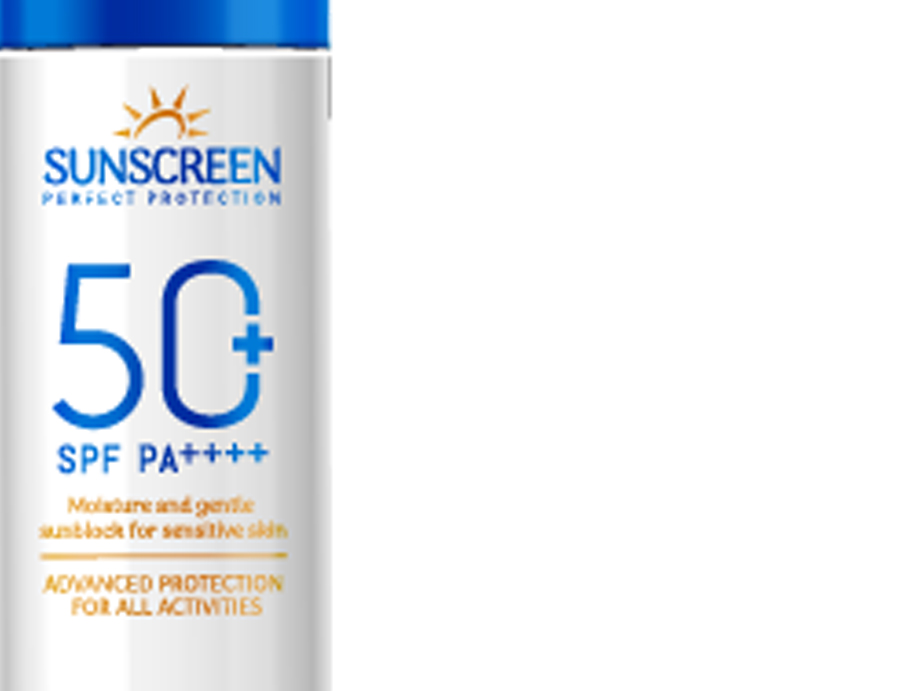 SUNSCREEN
PERFECT PROTECTION
50+
SPF PA++++
Moisture and gentle
sunblock for sensitive skin
ADVANCED PROTECTION
FOR ALL ACTIVITIES